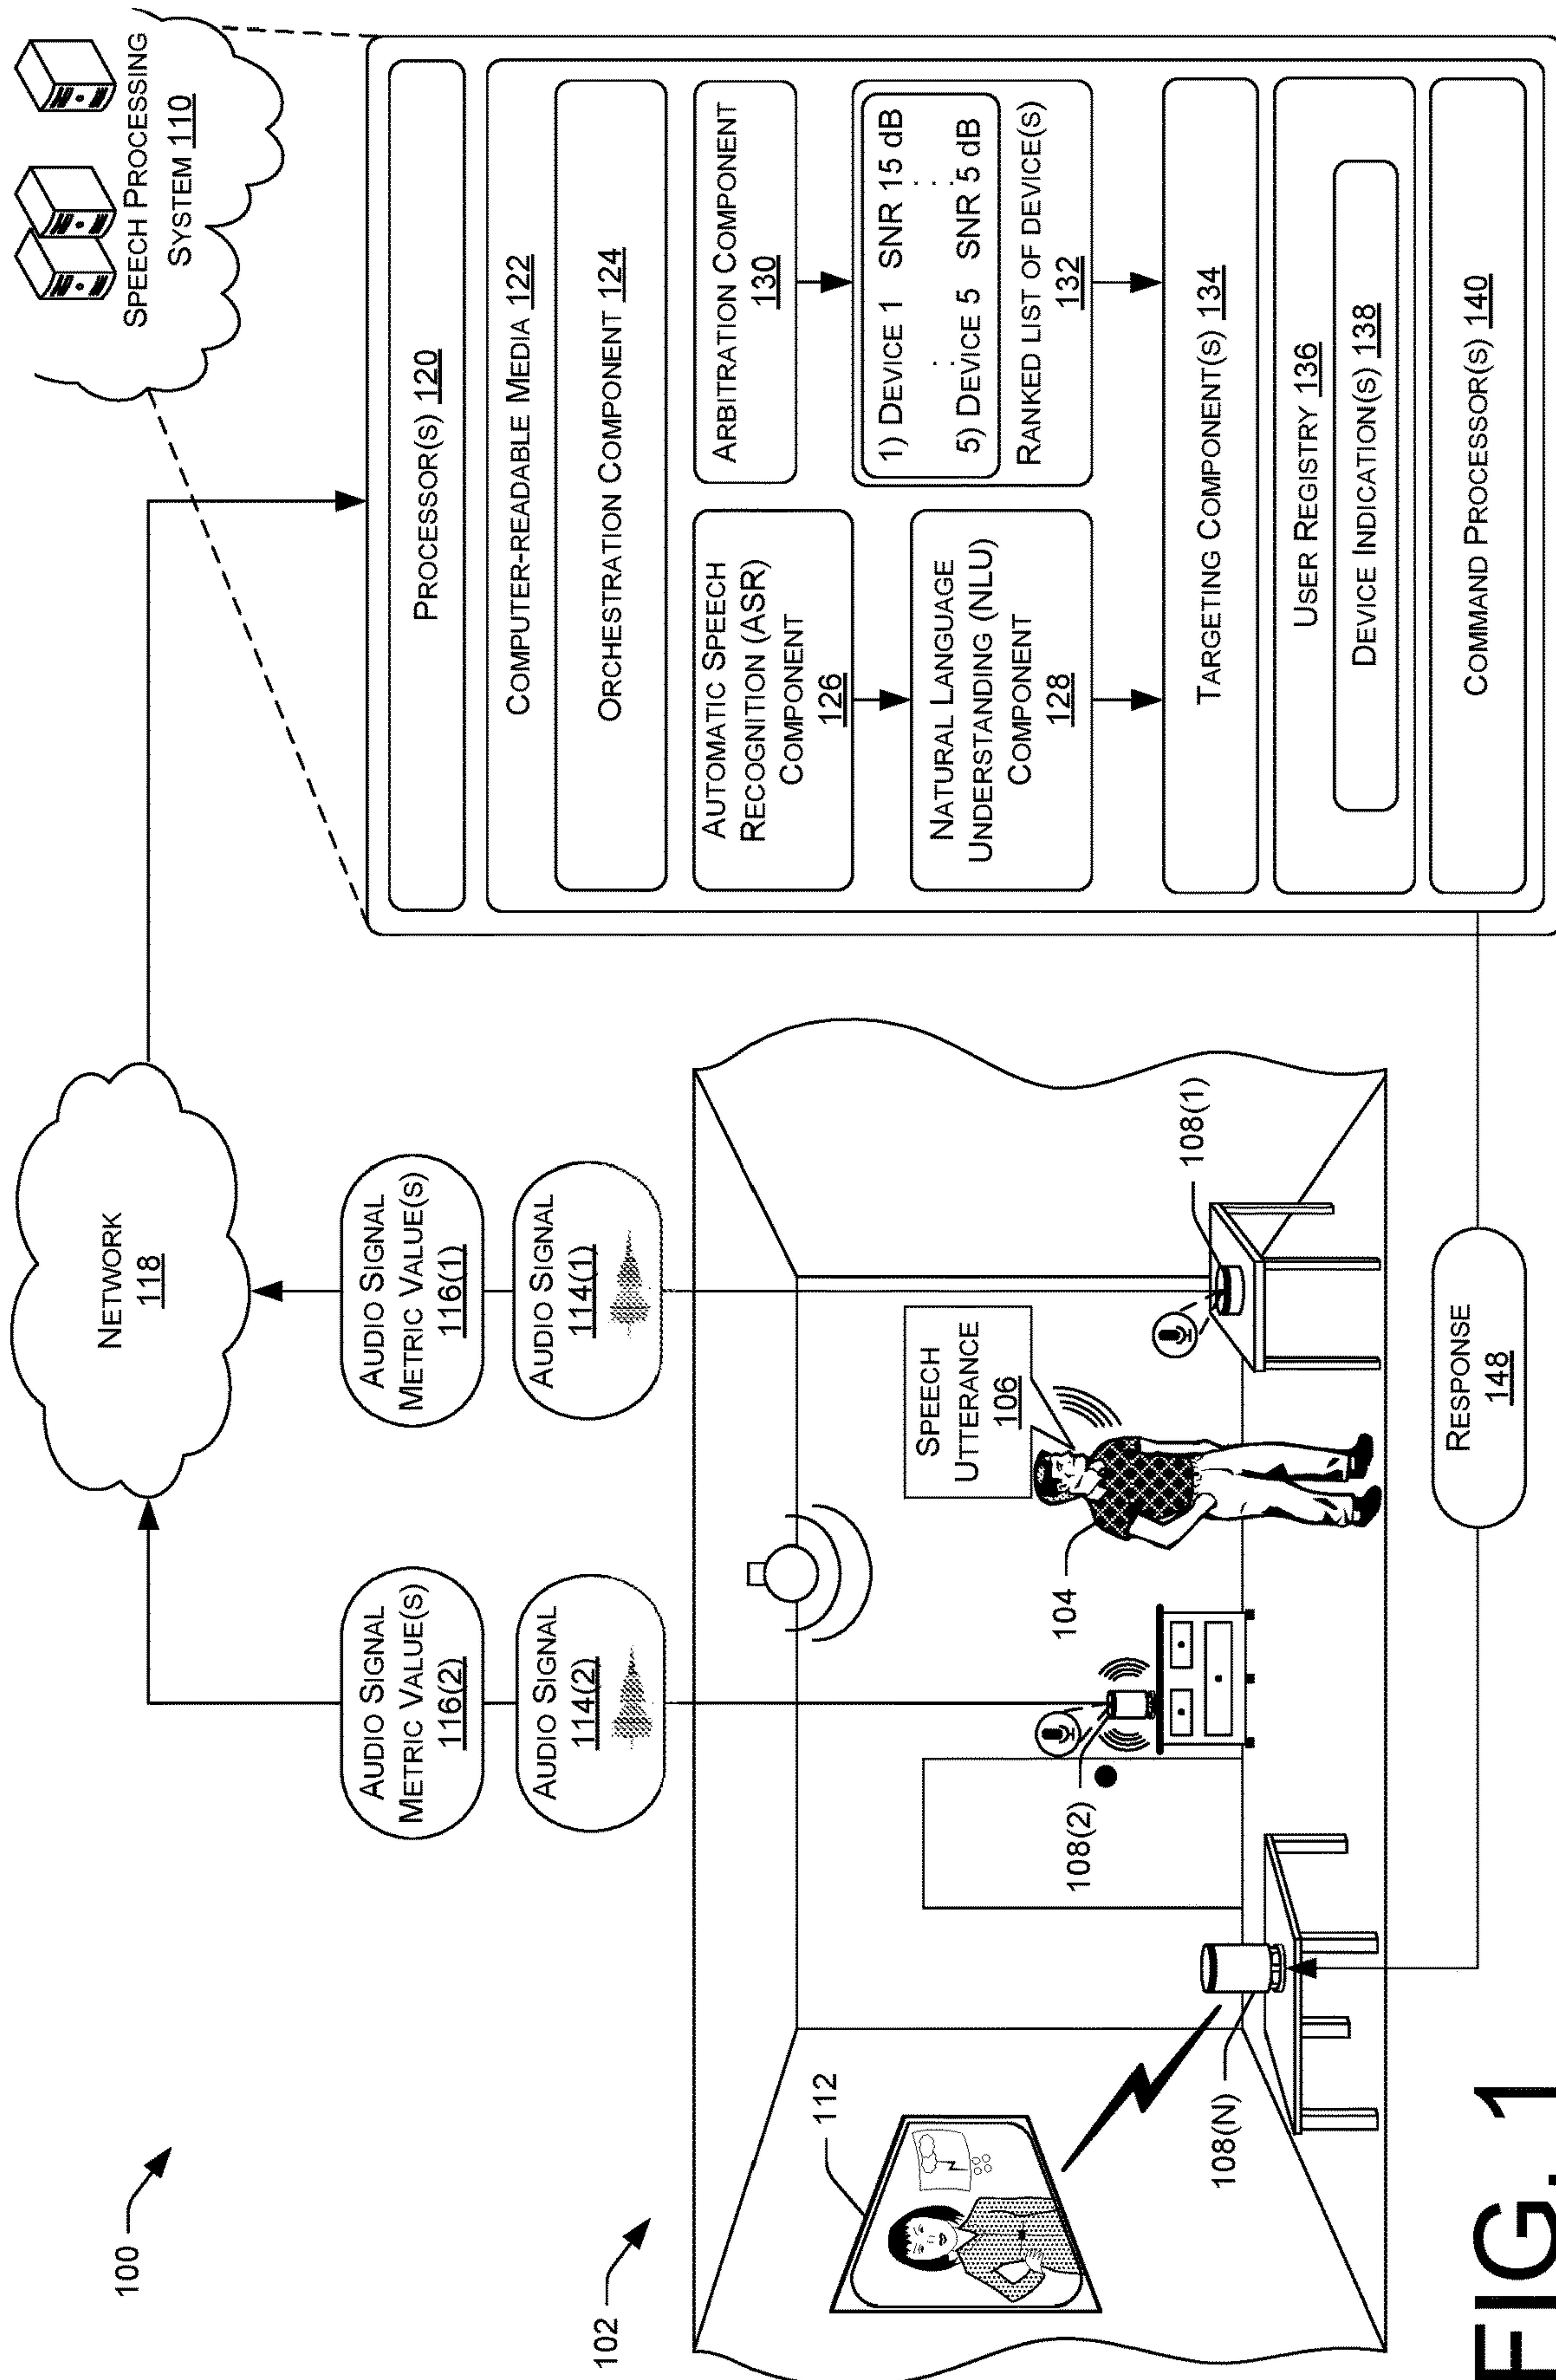 100
102
NETWORK
118
SPEECH PROCESSING
SYSTEM 110
AUDIO SIGNAL
METRIC VALUE(S)
116(2)
AUDIO SIGNAL
114(2)
AUDIO SIGNAL
METRIC VALUE(S)
116(1)
AUDIO SIGNAL
114(1)
112
108(N)
108(2)
104
SPEECH
UTTERANCE
106
108(1)
RESPONSE
148
PROCESSOR(S) 120
COMPUTER-READABLE MEDIA 122
ORCHESTRATION COMPONENT 124
AUTOMATIC SPEECH
RECOGNITION (ASR)
COMPONENT
126
NATURAL LANGUAGE
UNDERSTANDING (NLU)
COMPONENT
128
ARBITRATION COMPONENT
130
1) DEVICE 1 SNR 15 dB
5) DEVICE 5 SNR 5 dB
RANKED LIST OF DEVICE(S)
132
TARGETING COMPONENT(S) 134
USER REGISTRY 136
DEVICE INDICATION(S) 138
COMMAND PROCESSOR(S) 140
FIG. 1